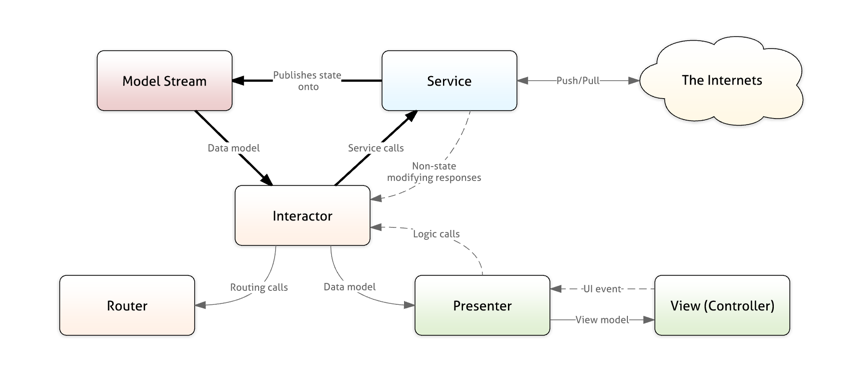 Model Stream
Publishes state
onto
Service
Push/Pull
The Internets
Data model
Service calls
Non-state
modifying responses
Interactor
Logic calls
Routing calls
Data model
Router
Presenter
UI event
View model
View (Controller)